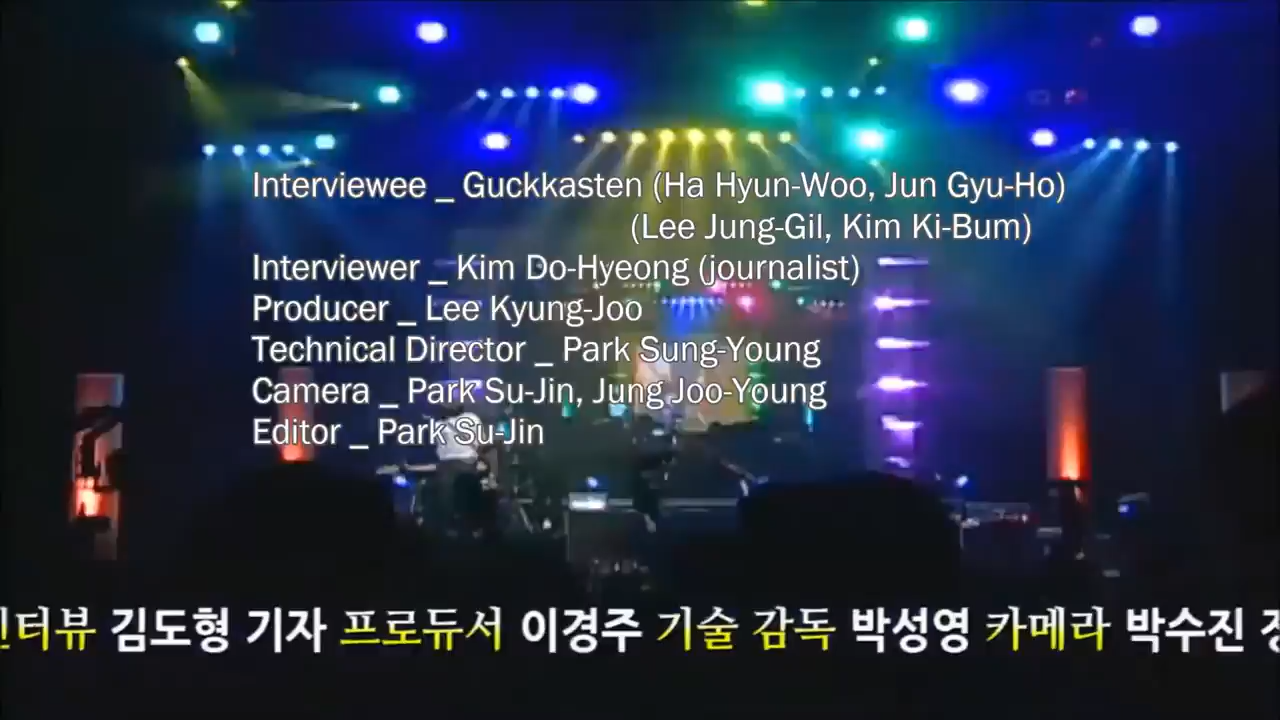 Interviewee _ Guckkasten (Ha Hyun-Woo, Jun Gyu-Ho)
(Lee Jung-Gil, Kim Ki-Bum)
Interviewer _ Kim Do-Hyeong (journalist)
Producer _ Lee Kyung-Joo
Technical Director _ Park Sung-Young
Camera _ Park Su-Jin, Jung Joo-Young
Editor _ Park Su-Jin
김도형 기자 프로듀서 이경주 기술 감독 박성영 카메라 박수진